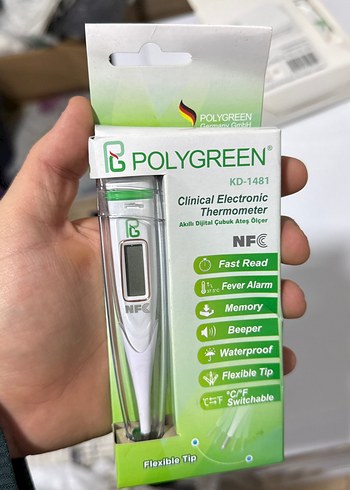 POLYGREEN
Germany GmbH
POLYGREEN®
KD-1481
Clinical Electronic
Thermometer
Akıllı Dijital Çubuk Ateş Ölçer
NFC
Fast Read
Fever Alarm
Memory
Beeper
Waterproof
Flexible Tip
°C/°F
Switchable
NFC
Flexible Tip